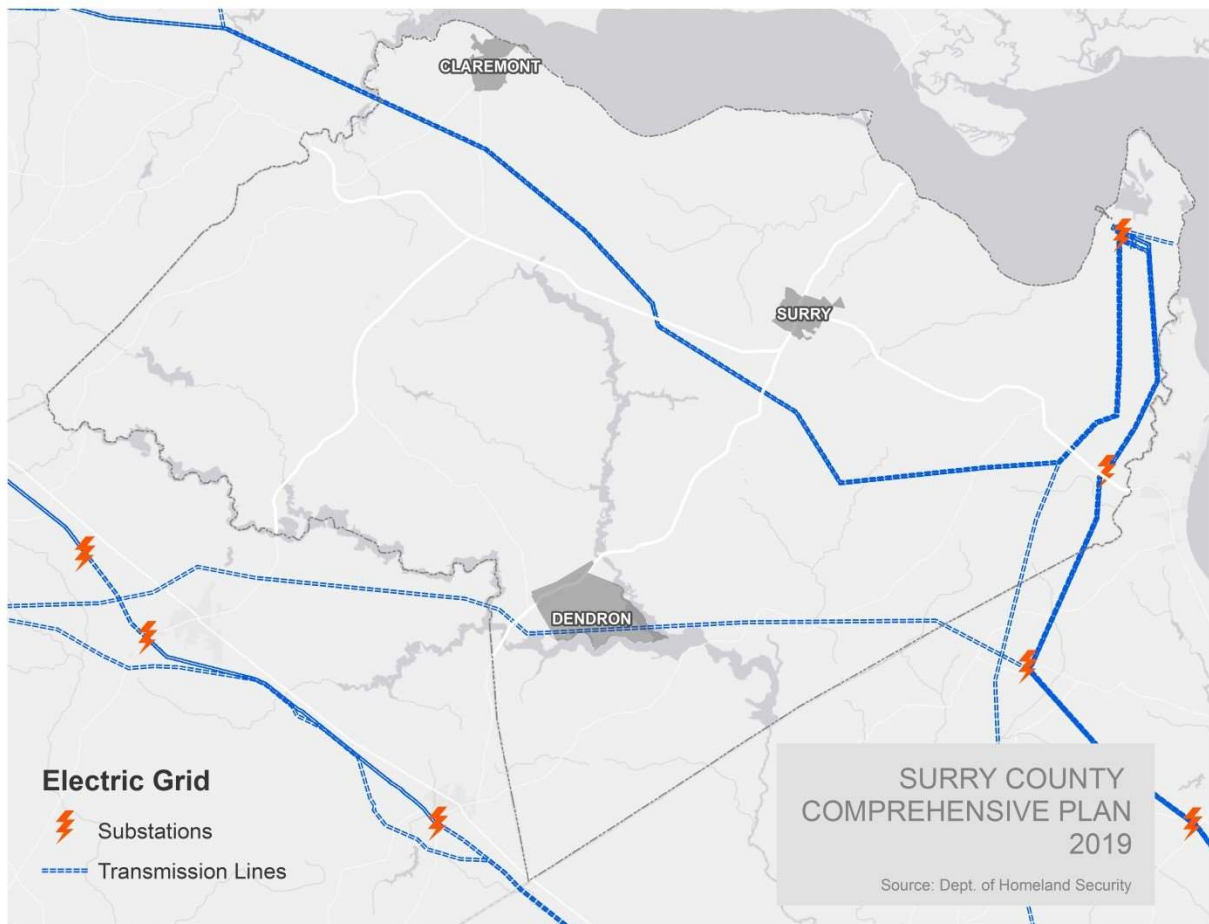 CLAREMONT
SURRY
DENDRON
Electric Grid
Substations
Transmission Lines
SURRY COUNTY
COMPREHENSIVE PLAN
2019
Source: Dept. of Homeland Security